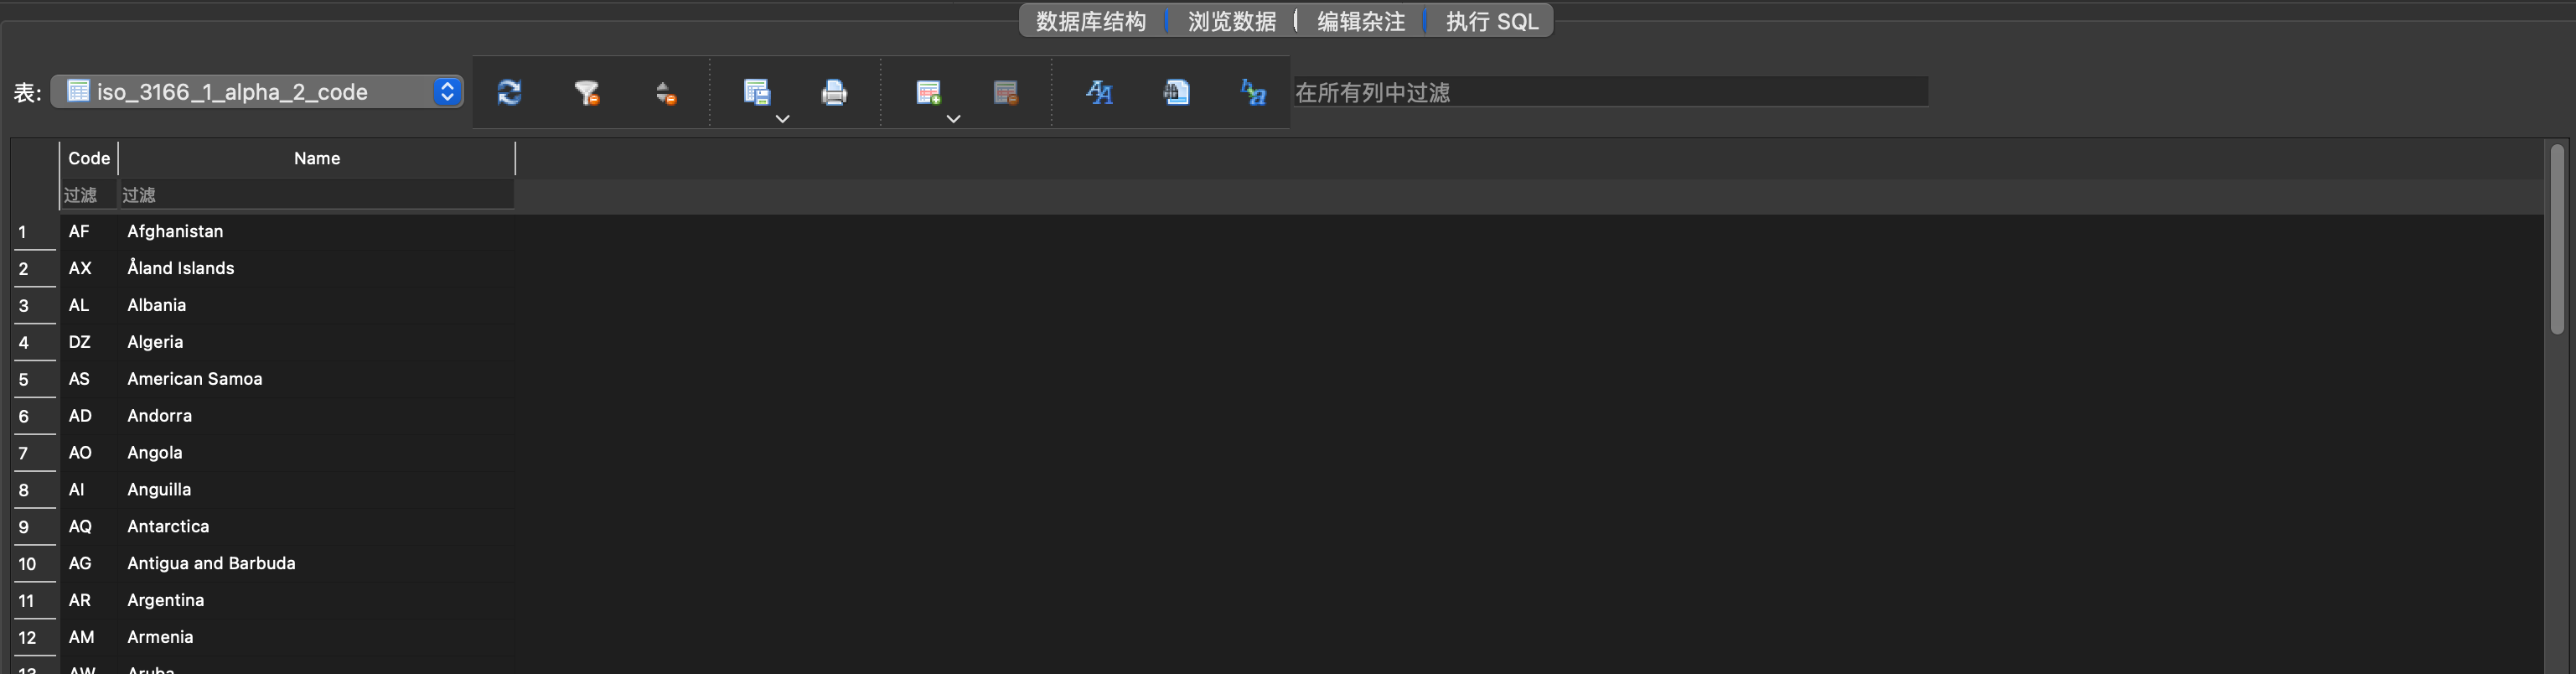 数据库结构 浏览数据 编辑杂注 执行 SQL
表: iso_3166_1_alpha_2_code 在所有列中过滤
Code Name
过滤 过滤
1 AF Afghanistan
2 AX Åland Islands
3 AL Albania
4 DZ Algeria
5 AS American Samoa
6 AD Andorra
7 AO Angola
8 AI Anguilla
9 AQ Antarctica
10 AG Antigua and Barbuda
11 AR Argentina
12 AM Armenia
13 AW Aruba